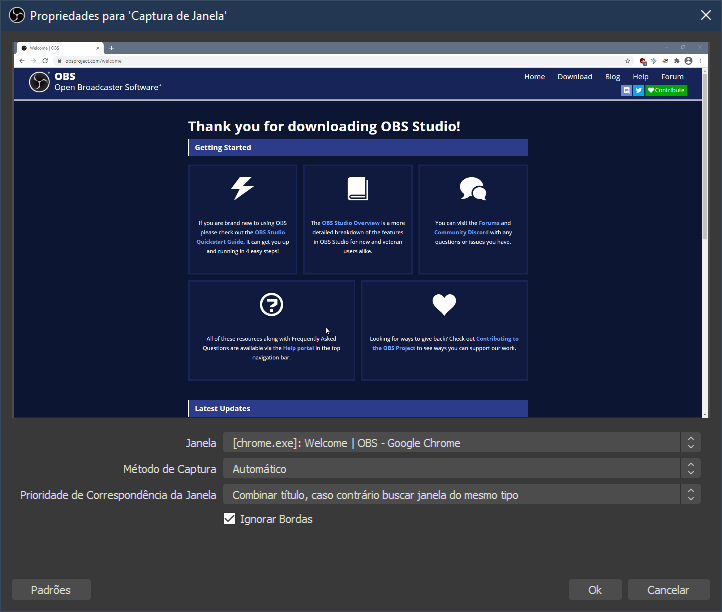 Propriedades para 'Captura de Janela'
Welcome | OBS
obsproject.com/welcome
OBS
Open Broadcaster Software
Home Download Blog Help Forum
Contribute
Thank you for downloading OBS Studio!
Getting Started
If you are brand new to using OBS
please check out the OBS Studio
Quickstart Guide. It can get you up
and running in 4 easy steps!
The OBS Studio Overview is a more
detailed breakdown of the features
in OBS Studio for new and veteran
users alike.
You can visit the Forums and
Community Discord with any
questions or issues you have.
All of these resources along with Frequently Asked
Questions are available via the Help portal in the top
navigation bar.
Looking for ways to give back? Check out Contributing to
the OBS Project to see ways you can support our work.
Latest Updates
Janela [chrome.exe]: Welcome | OBS - Google Chrome
Método de Captura Automático
Prioridade de Correspondência da Janela Combinar título, caso contrário buscar janela do mesmo tipo
Ignorar Bordas
Padrões Ok Cancelar